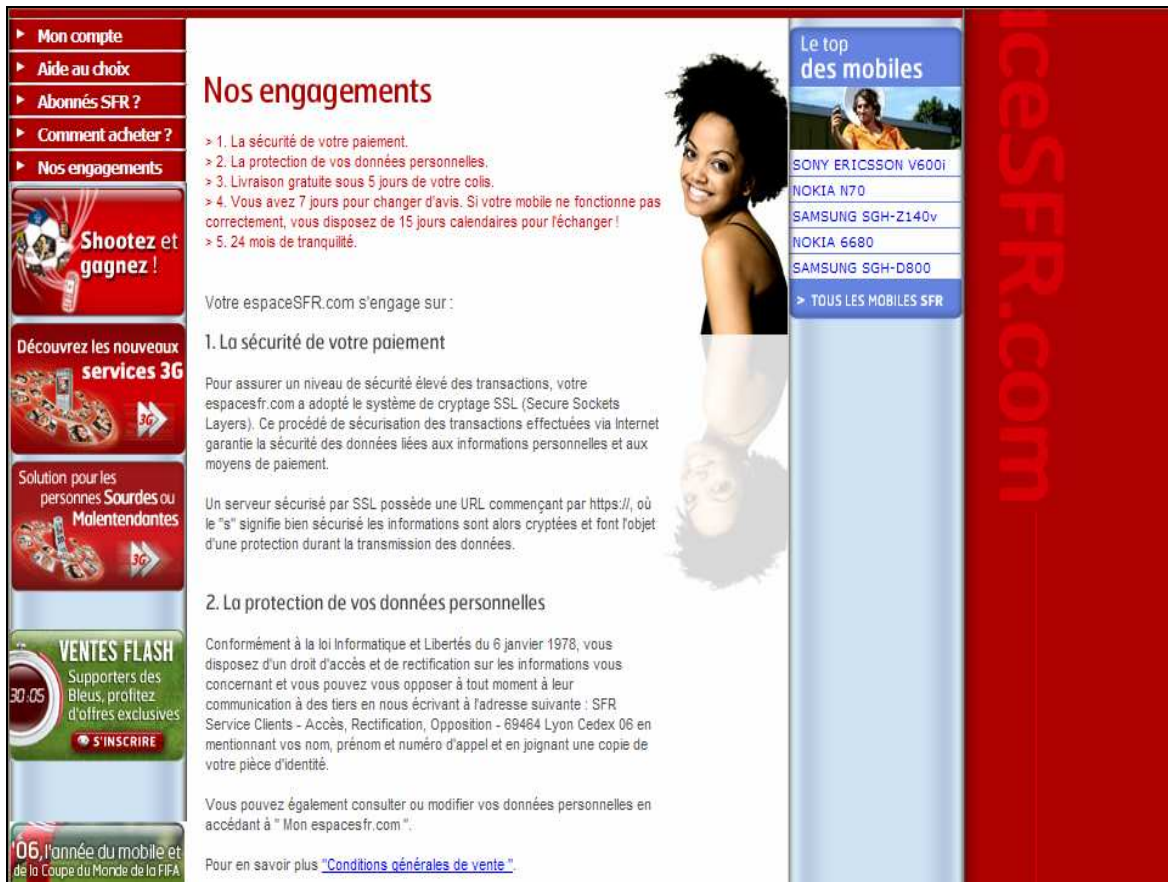 Mon compte
Aide au choix
Abonnés SFR ?
Comment acheter ?
Nos engagements
Shootez et
gagnez !
Découvrez les nouveaux
services 3G
3G
Solution pour les
personnes Sourdes ou
Malentendantes
3G
VENTES FLASH
30:05
Supporters des
Bleus, profitez
d'offres exclusives
S'INSCRIRE
'06, l'année du mobile et
de la Coupe du Monde de la FIFA
Nos engagements
> 1. La sécurité de votre paiement.
> 2. La protection de vos données personnelles.
> 3. Livraison gratuite sous 5 jours de votre colis.
> 4. Vous avez 7 jours pour changer d'avis. Si votre mobile ne fonctionne pas
correctement, vous disposez de 15 jours calendaires pour l'échanger !
> 5. 24 mois de tranquilité.
Votre espaceSFR.com s'engage sur :
1. La sécurité de votre paiement
Pour assurer un niveau de sécurité élevé des transactions, votre
espacesfr.com a adopté le système de cryptage SSL (Secure Sockets
Layers). Ce procédé de sécurisation des transactions effectuées via Internet
garantie la sécurité des données liées aux informations personnelles et aux
moyens de paiement.
Un serveur sécurisé par SSL possède une URL commençant par https://, où
le "s" signifie bien sécurisé les informations sont alors cryptées et font l'objet
d'une protection durant la transmission des données.
2. La protection de vos données personnelles
Conformément à la loi Informatique et Libertés du 6 janvier 1978, vous
disposez d'un droit d'accès et de rectification sur les informations vous
concernant et vous pouvez vous opposer à tout moment à leur
communication à des tiers en nous écrivant à l'adresse suivante : SFR
Service Clients - Accès, Rectification, Opposition - 69464 Lyon Cedex 06 en
mentionnant vos nom, prénom et numéro d'appel et en joignant une copie de
votre pièce d'identité.
Vous pouvez également consulter ou modifier vos données personnelles en
accédant à " Mon espacesfr.com ".
Pour en savoir plus "Conditions générales de vente ".
Le top
des mobiles
SONY ERICSSON V600i
NOKIA N70
SAMSUNG SGH-Z140v
NOKIA 6680
SAMSUNG SGH-D800
> TOUS LES MOBILES SFR
iceSFR.com